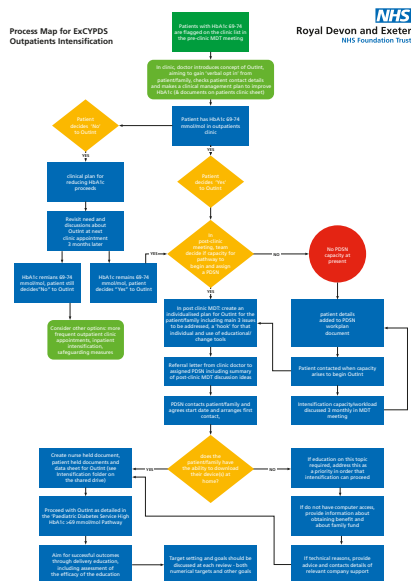 Process Map for ExCYPDS
Outpatients Intensification
NHS
Royal Devon and Exeter
NHS Foundation Trust
Patients with HbA1c 69-74
are flagged on the clinic list in
the pre-clinic MDT meeting
In clinic, doctor introduces concept of OutInt,
aiming to gain 'verbal opt in' from
patient/family, checks patient contact details
and makes a clinical management plan to improve
HbA1c (& documents on patients clinic sheet)
Patient
decides 'No'
to OutInt
Patient has HbA1c 69-74
mmol/mol in outpatients
clinic
YES
YES
clinical plan for
reducing HbA1c
proceeds
Patient
decides 'Yes'
to OutInt
Revisit need and
discussions about
OutInt at next
clinic appointment
3 months later
In
post-clinic
meeting, team
decide if capacity for
pathway to
begin and assign
a PDSN
YES
NO
No PDSN
capacity at
present
HbA1c remains 69-74
mmol/mol, patient still
decides"No" to OutInt
HbA1c remains 69-74
mmol/mol, patient
decides "Yes" to OutInt
YES
Consider other options: more
frequent outpatient clinic
appointments, inpatient
intensification,
safeguarding measures
In post clinic MDT: create an
individualised plan for OutInt for the
patient/family including main 3 issues
to be addressed, a 'hook' for that
individual and use of educational/
change tools
patient details
added to PDSN
workplan
document
Referral letter from clinic doctor to
assigned PDSN including summary
of post-clinic MDT discussion ideas
Patient contacted when capacity
arises to begin OutInt
PDSN contacts patient/family and
agrees start date and arranges first
contact,
Intensification capacity/workload
discussed 3 monthly in MDT
meeting
Create nurse held document,
patient held documents and
data sheet for OutInt (see
Intensification folder on
the shared drive)
YES
does the
patient/family have
the ability to download
their device(s) at
home?
NO
If education on this topic
required, address this as
a priority in order that
intensification can proceed
Proceed with OutInt as detailed in
the 'Paediatric Diabetes Service High
HbA1c >69 mmol/mol Pathway
If do not have computer access,
provide information about
obtaining benefit and
about family fund
Aim for successful outcomes
through delivery education,
including assessment of
the efficacy of the education
Target setting and goals should be
discussed at each review - both
numerical targets and other goals
If technical reasons, provide
advice and contacts details of
relevant company support